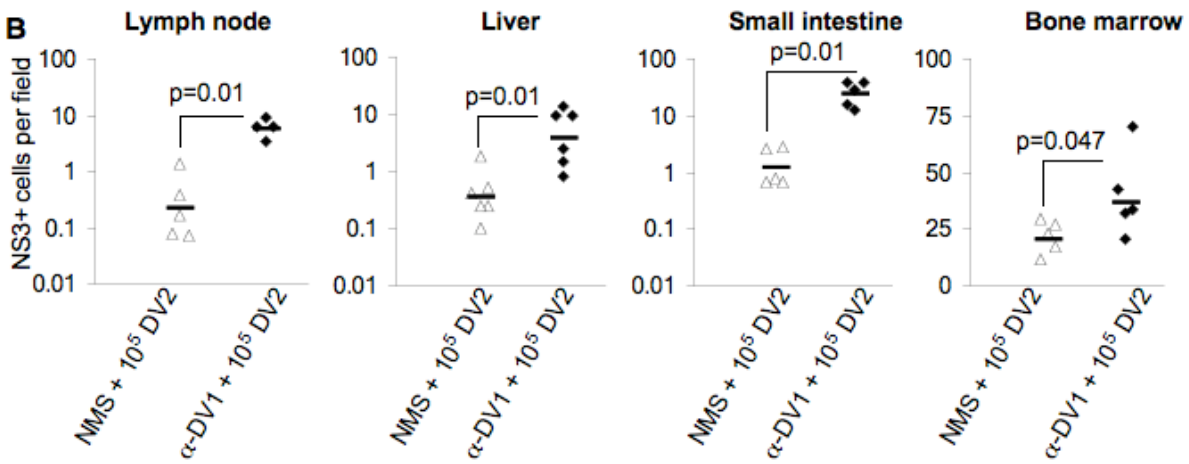 B
Lymph node
Liver
Small intestine
Bone marrow
NS3+ cells per field
100
10
1
0.1
0.01
p=0.01
NMS + 10⁵ DV2
α-DV1 + 10⁵ DV2
100
10
1
0.1
0.01
p=0.01
NMS + 10⁵ DV2
α-DV1 + 10⁵ DV2
100
10
1
0.1
0.01
p=0.01
NMS + 10⁵ DV2
α-DV1 + 10⁵ DV2
100
75
50
25
0
p=0.047
NMS + 10⁵ DV2
α-DV1 + 10⁵ DV2